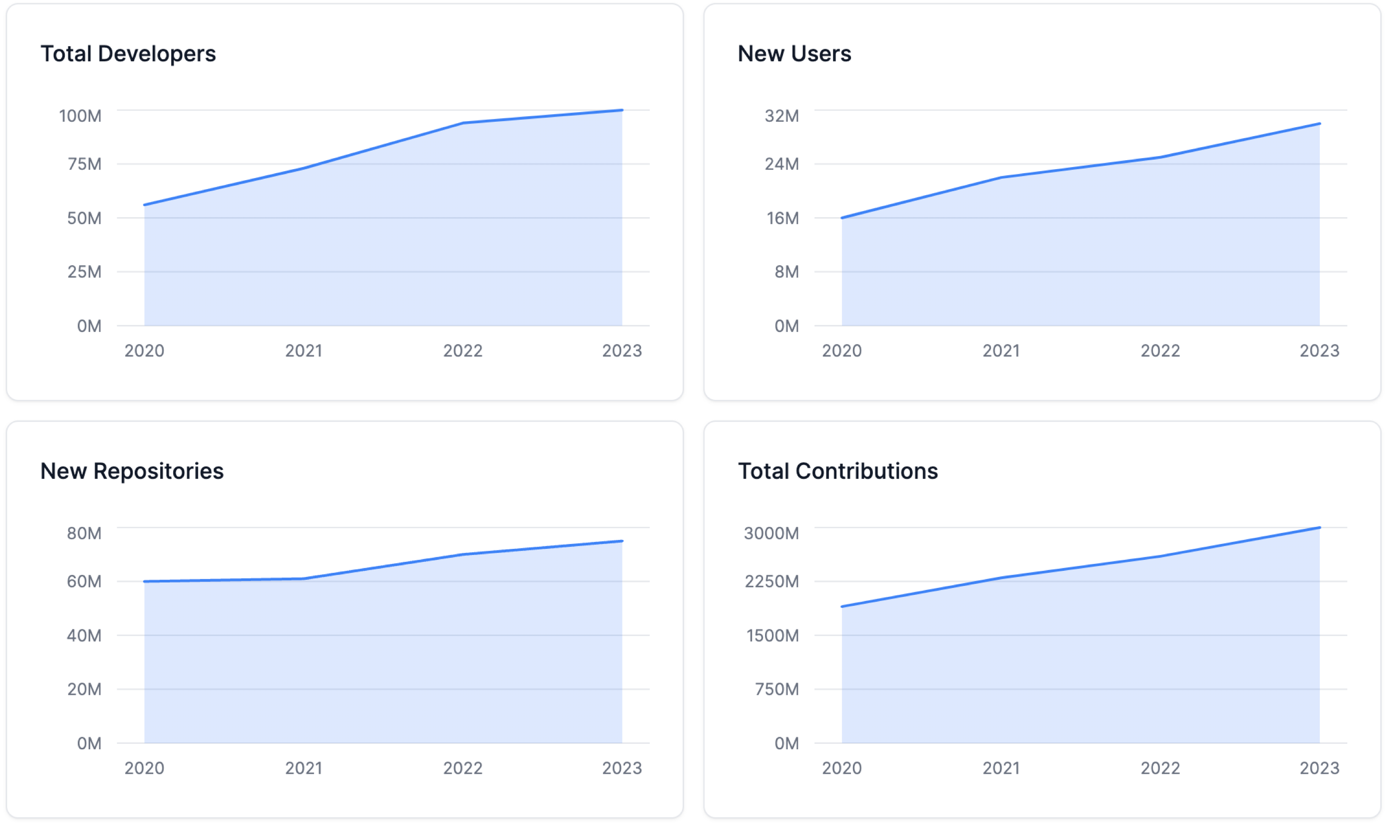 Total Developers
100M
75M
50M
25M
0M
2020 2021 2022 2023
New Users
32M
24M
16M
8M
0M
2020 2021 2022 2023
New Repositories
80M
60M
40M
20M
0M
2020 2021 2022 2023
Total Contributions
3000M
2250M
1500M
750M
0M
2020 2021 2022 2023